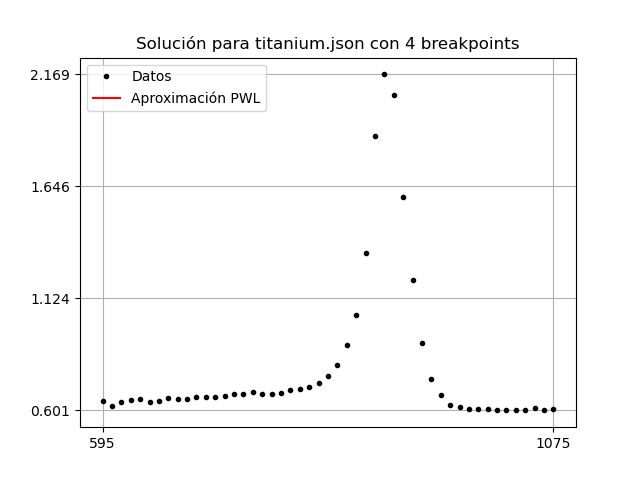 Solución para titanium.json con 4 breakpoints
Datos
Aproximación PWL
2.169
1.646
1.124
0.601
595
1075